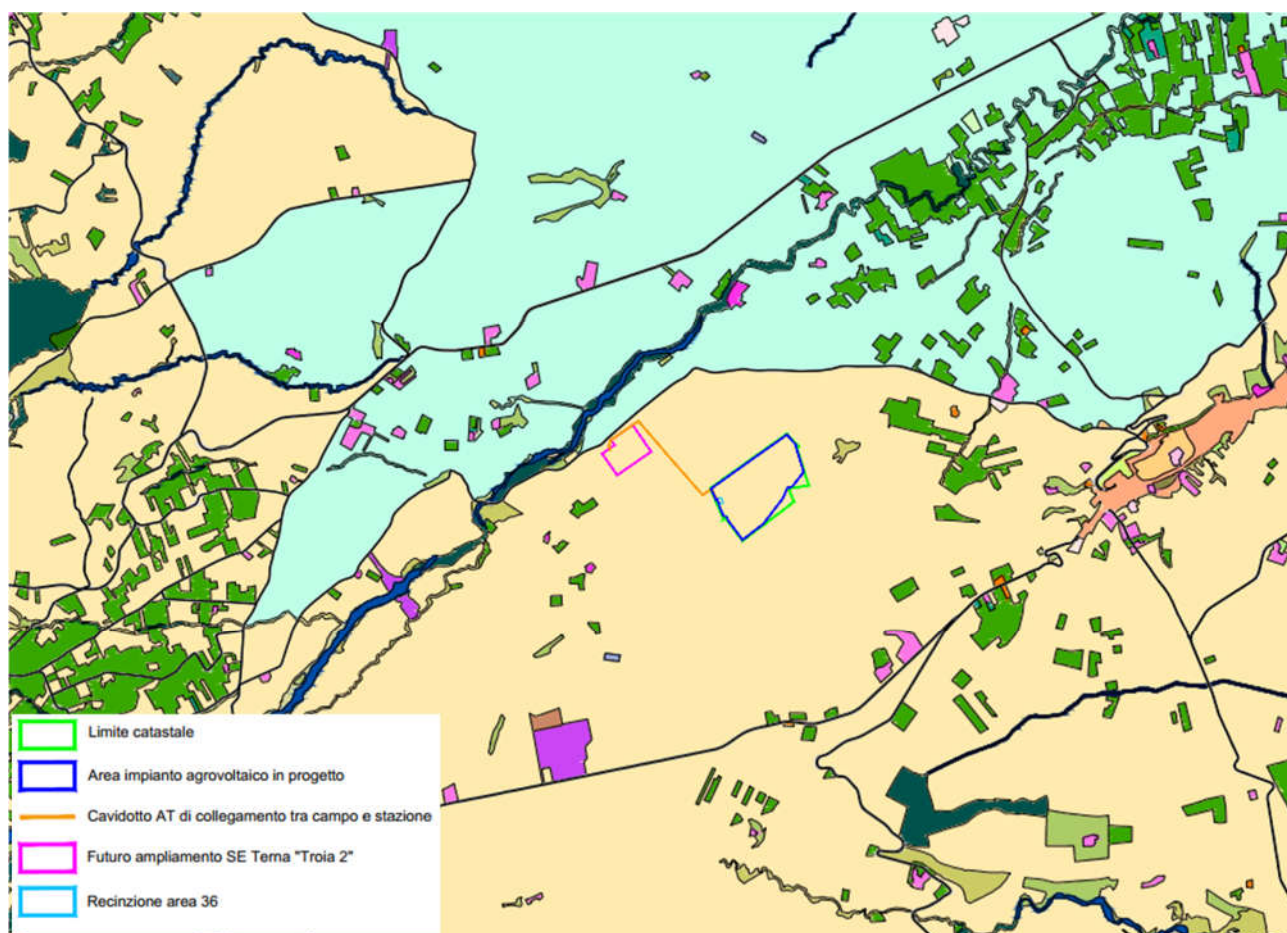 Limite catastale
Area impianto agrovoltaico in progetto
Cavidotto AT di collegamento tra campo e stazione
Futuro ampliamento SE Terna "Troia 2"
Recinzione area 36